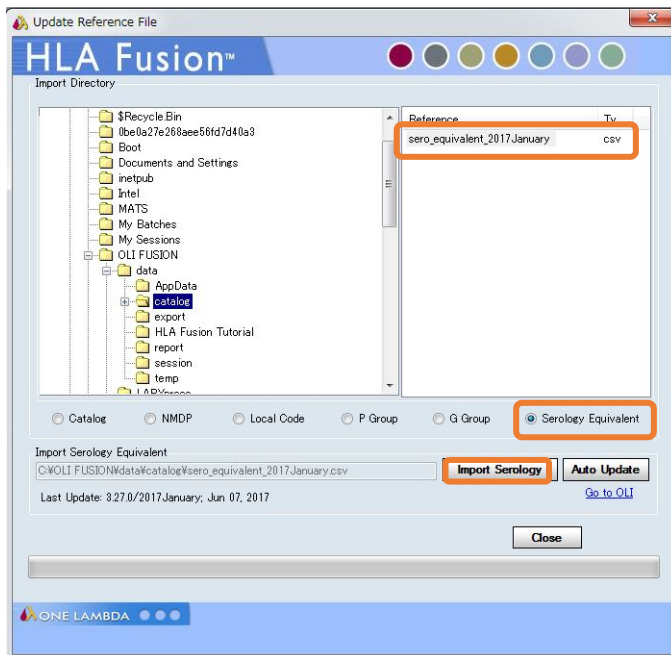 Update Reference File
HLA Fusion™
Import Directory
$Recycle.Bin
0be0a27e268aee56fd7d40a3
Boot
Documents and Settings
inetpub
Intel
MATS
My Batches
My Sessions
OLI FUSION
data
AppData
catalog
export
HLA Fusion Tutorial
report
session
temp
Reference Ty
sero_equivalent_2017January csv
Catalog NMDP Local Code P Group G Group Serology Equivalent
Import Serology Equivalent
C:¥OLI FUSION¥data¥catalog¥sero_equivalent_2017January.csv Import Serology Auto Update
Last Update: 3.27.0/2017January; Jun 07, 2017 Go to OLI
Close
ONE LAMBDA